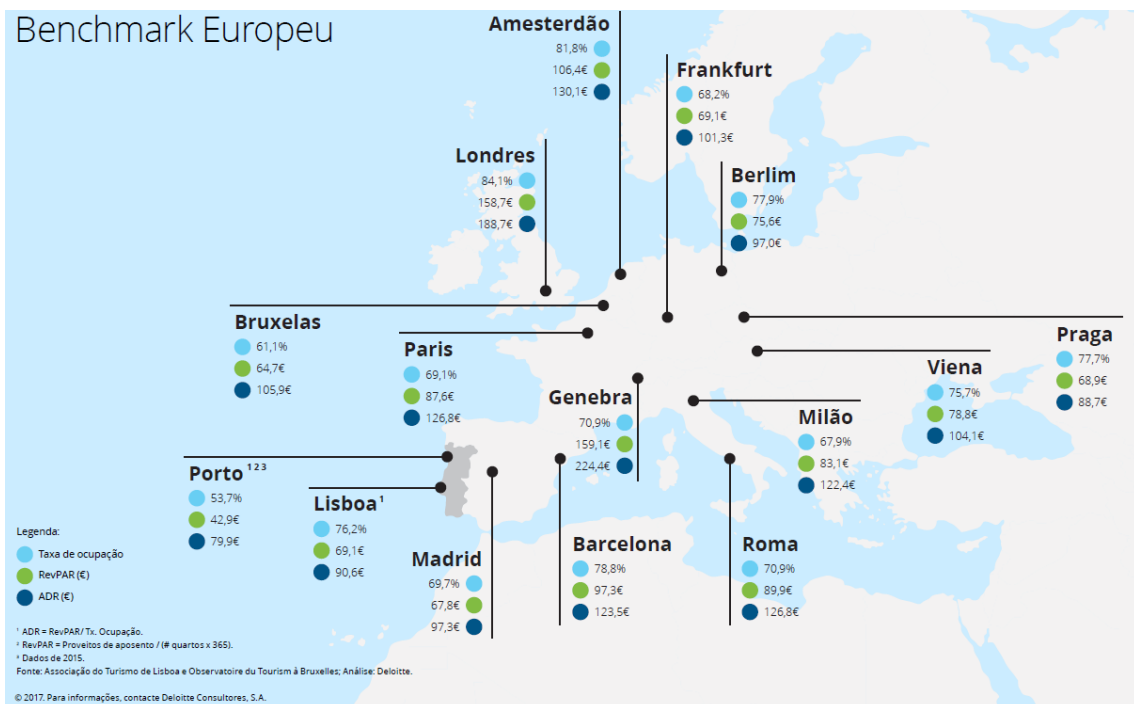 Benchmark Europeu
Amesterdão
81,8%
106,4€
130,1€
Frankfurt
68,2%
69,1€
101,3€
Londres
84,1%
158,7€
188,7€
Berlim
77,9%
75,6€
97,0€
Bruxelas
61,1%
64,7€
105,9€
Paris
69,1%
87,6€
126,8€
Praga
77,7%
68,9€
88,7€
Viena
75,7%
78,8€
104,1€
Genebra
70,9%
159,1€
224,4€
Milão
67,9%
83,1€
122,4€
Porto ¹ ² ³
53,7%
42,9€
79,9€
Lisboa¹
76,2%
69,1€
90,6€
Madrid
69,7%
67,8€
97,3€
Barcelona
78,8%
97,3€
123,5€
Roma
70,9%
89,9€
126,8€
Legenda:
Taxa de ocupação
RevPAR (€)
ADR (€)
¹ ADR = RevPAR/ Tx. Ocupação.
² RevPAR = Proveitos de aposento / (# quartos x 365).
³ Dados de 2015.
Fonte: Associação do Turismo de Lisboa e Observatoire du Tourism à Bruxelles; Análise: Deloitte.
© 2017. Para informações, contacte Deloitte Consultores, S.A.